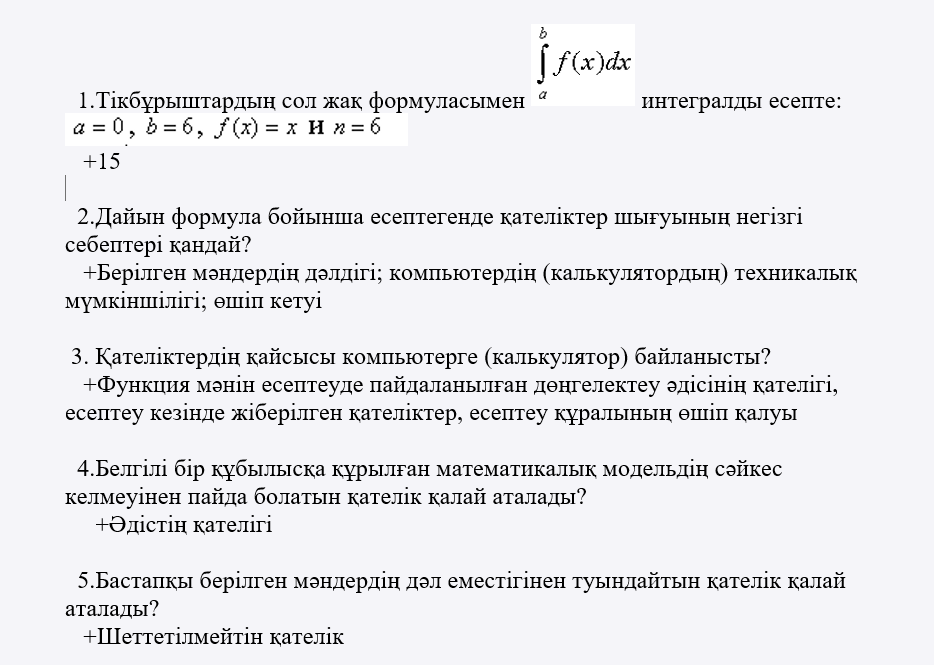 1.Тікбұрыштардың сол жақ формуласымен ∫_a^b f(x)dx интегралды есепте:
a = 0, b = 6, f(x) = x и n = 6
+15
2.Дайын формула бойынша есептегенде қателіктер шығуының негізгі
себептері қандай?
+Берілген мәндердің дәлдігі; компьютердің (калькулятордың) техникалық
мүмкіншілігі; өшіп кетуі
3. Қателіктердің қайсысы компьютерге (калькулятор) байланысты?
+Функция мәнін есептеуде пайдаланылған дөңгелектеу әдісінің қателігі,
есептеу кезінде жіберілген қателіктер, есептеу құралының өшіп қалуы
4.Белгілі бір құбылысқа құрылған математикалық модельдің сәйкес
келмеуінен пайда болатын қателік қалай аталады?
+Әдістің қателігі
5.Бастапқы берілген мәндердің дәл еместігінен туындайтын қателік қалай
аталады?
+Шеттетілмейтін қателік